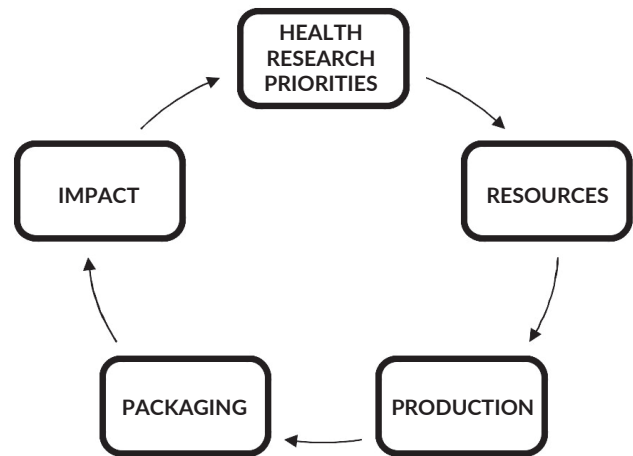 HEALTH
RESEARCH
PRIORITIES
RESOURCES
PRODUCTION
PACKAGING
IMPACT